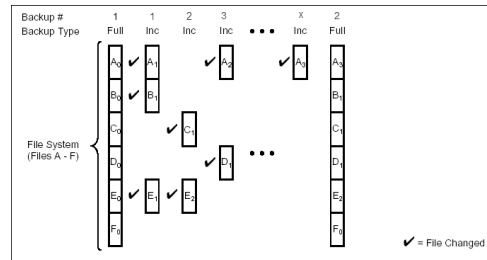 Backup # 1 1 2 3 x 2
Backup Type Full Inc Inc Inc Inc Full
A0 A1 A2 A3 A3
B0 B1 B1
C0 C1 C1
File System
(Files A - F)
D0 D1 D1
E0 E1 E2 E2
F0 F0
= File Changed